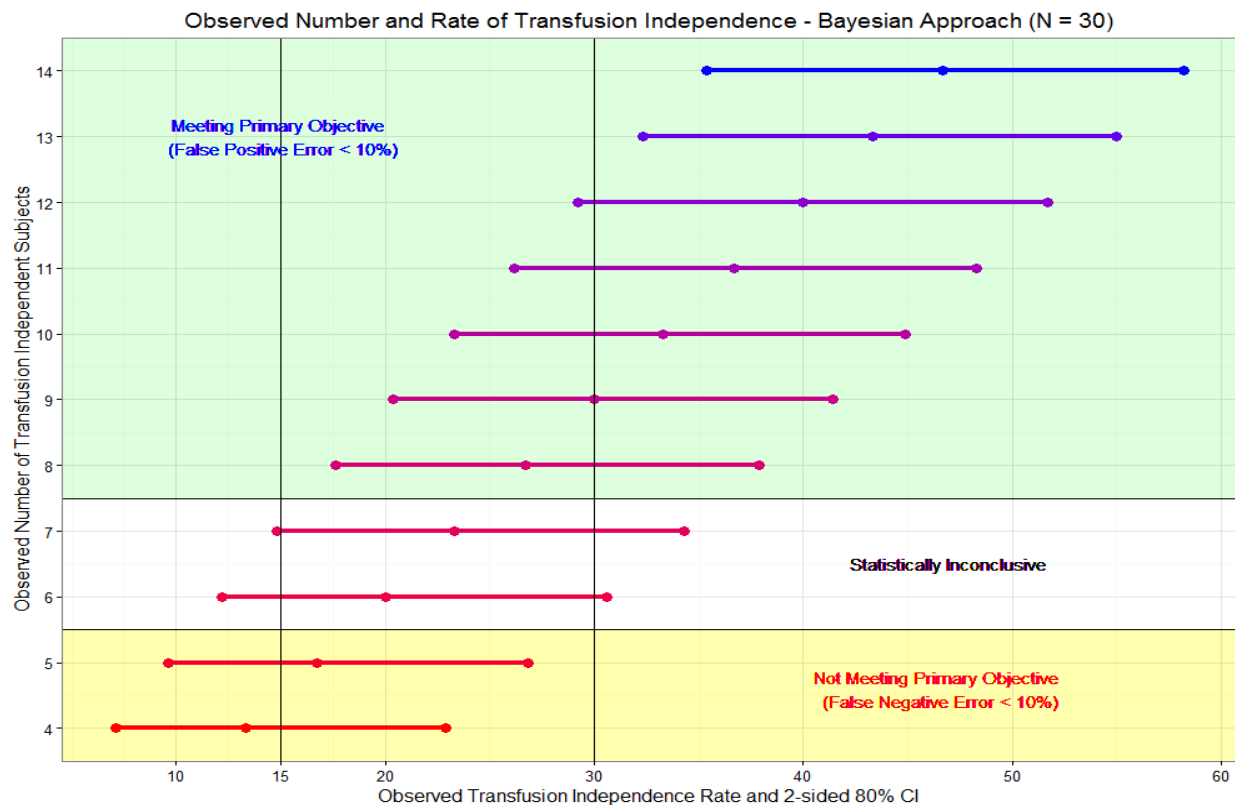 Observed Number and Rate of Transfusion Independence - Bayesian Approach (N = 30)
Observed Number of Transfusion Independent Subjects
14
13
12
11
10
9
8
7
6
5
4
Meeting Primary Objective
(False Positive Error < 10%)
Statistically Inconclusive
Not Meeting Primary Objective
(False Negative Error < 10%)
10 15 20 30 40 50 60
Observed Transfusion Independence Rate and 2-sided 80% CI